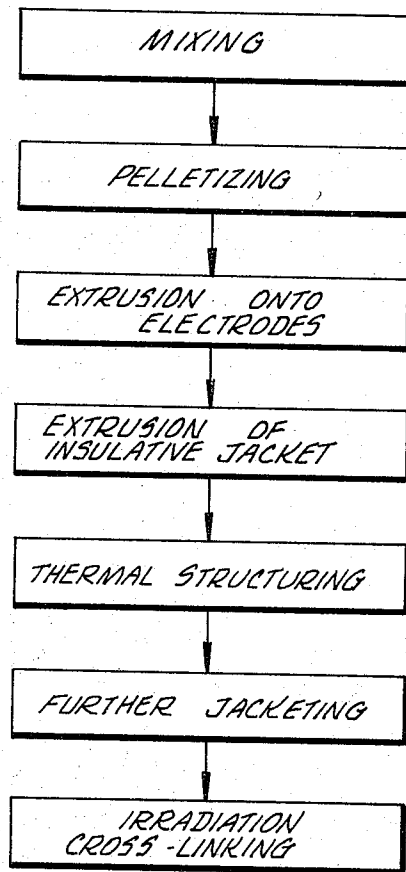 MIXING
PELLETIZING
EXTRUSION ONTO
ELECTRODES
EXTRUSION OF
INSULATIVE JACKET
THERMAL STRUCTURING
FURTHER JACKETING
IRRADIATION
CROSS-LINKING